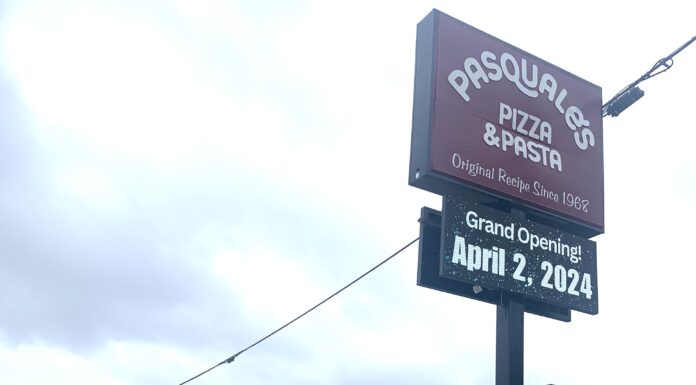 PASQUALE'S
PIZZA
&PASTA
Original Recipe Since 1968
Grand Opening!
April 2, 2024